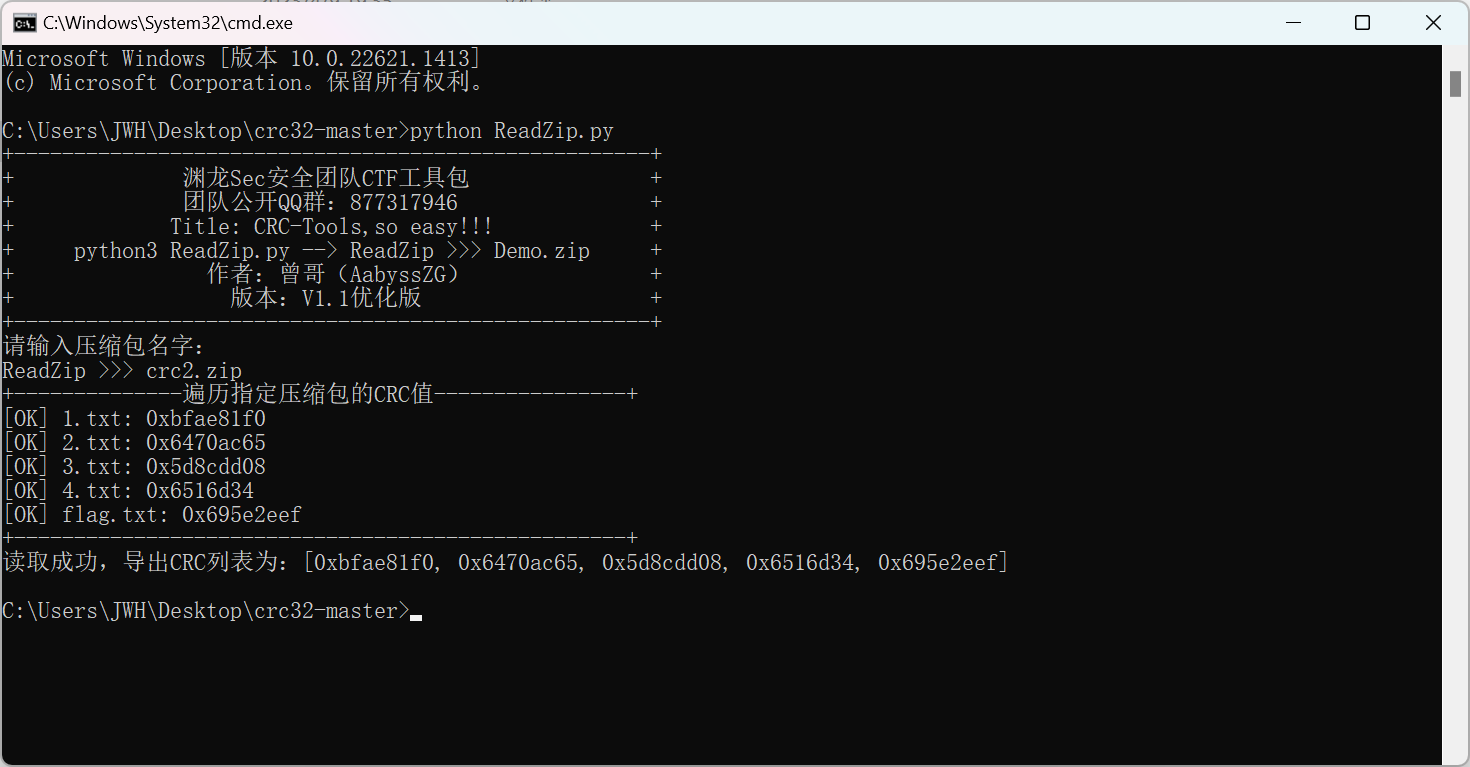 C:\Windows\System32\cmd.exe
Microsoft Windows [版本 10.0.22621.1413]
(c) Microsoft Corporation。保留所有权利。
C:\Users\JWH\Desktop\crc32-master>python ReadZip.py
+-----------------------------------------------------+
+ 渊龙Sec安全团队CTF工具包 +
+ 团队公开QQ群：877317946 +
+ Title: CRC-Tools,so easy!!! +
+ python3 ReadZip.py --> ReadZip >>> Demo.zip +
+ 作者：曾哥（AabyssZG） +
+ 版本：V1.1优化版 +
+-----------------------------------------------------+
请输入压缩包名字：
ReadZip >>> crc2.zip
+--------------遍历指定压缩包的CRC值----------------+
[OK] 1.txt: 0xbfae81f0
[OK] 2.txt: 0x6470ac65
[OK] 3.txt: 0x5d8cdd08
[OK] 4.txt: 0x6516d34
[OK] flag.txt: 0x695e2eef
+---------------------------------------------------+
读取成功，导出CRC列表为：[0xbfae81f0, 0x6470ac65, 0x5d8cdd08, 0x6516d34, 0x695e2eef]
C:\Users\JWH\Desktop\crc32-master>